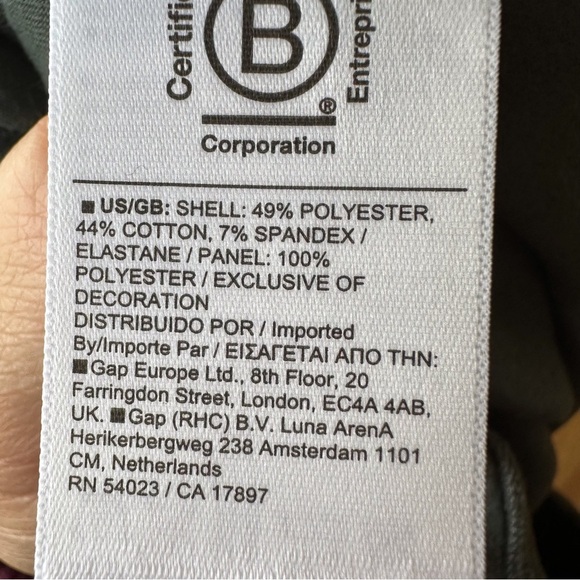 Certifie
B
Entrepri
®
Corporation
US/GB: SHELL: 49% POLYESTER,
44% COTTON, 7% SPANDEX /
ELASTANE / PANEL: 100%
POLYESTER / EXCLUSIVE OF
DECORATION
DISTRIBUIDO POR / Imported
By/Importe Par / ΕΙΣΑΓΕΤΑΙ ΑΠΟ ΤΗΝ:
Gap Europe Ltd., 8th Floor, 20
Farringdon Street, London, EC4A 4AB,
UK. Gap (RHC) B.V. Luna ArenA
Herikerbergweg 238 Amsterdam 1101
CM, Netherlands
RN 54023 / CA 17897